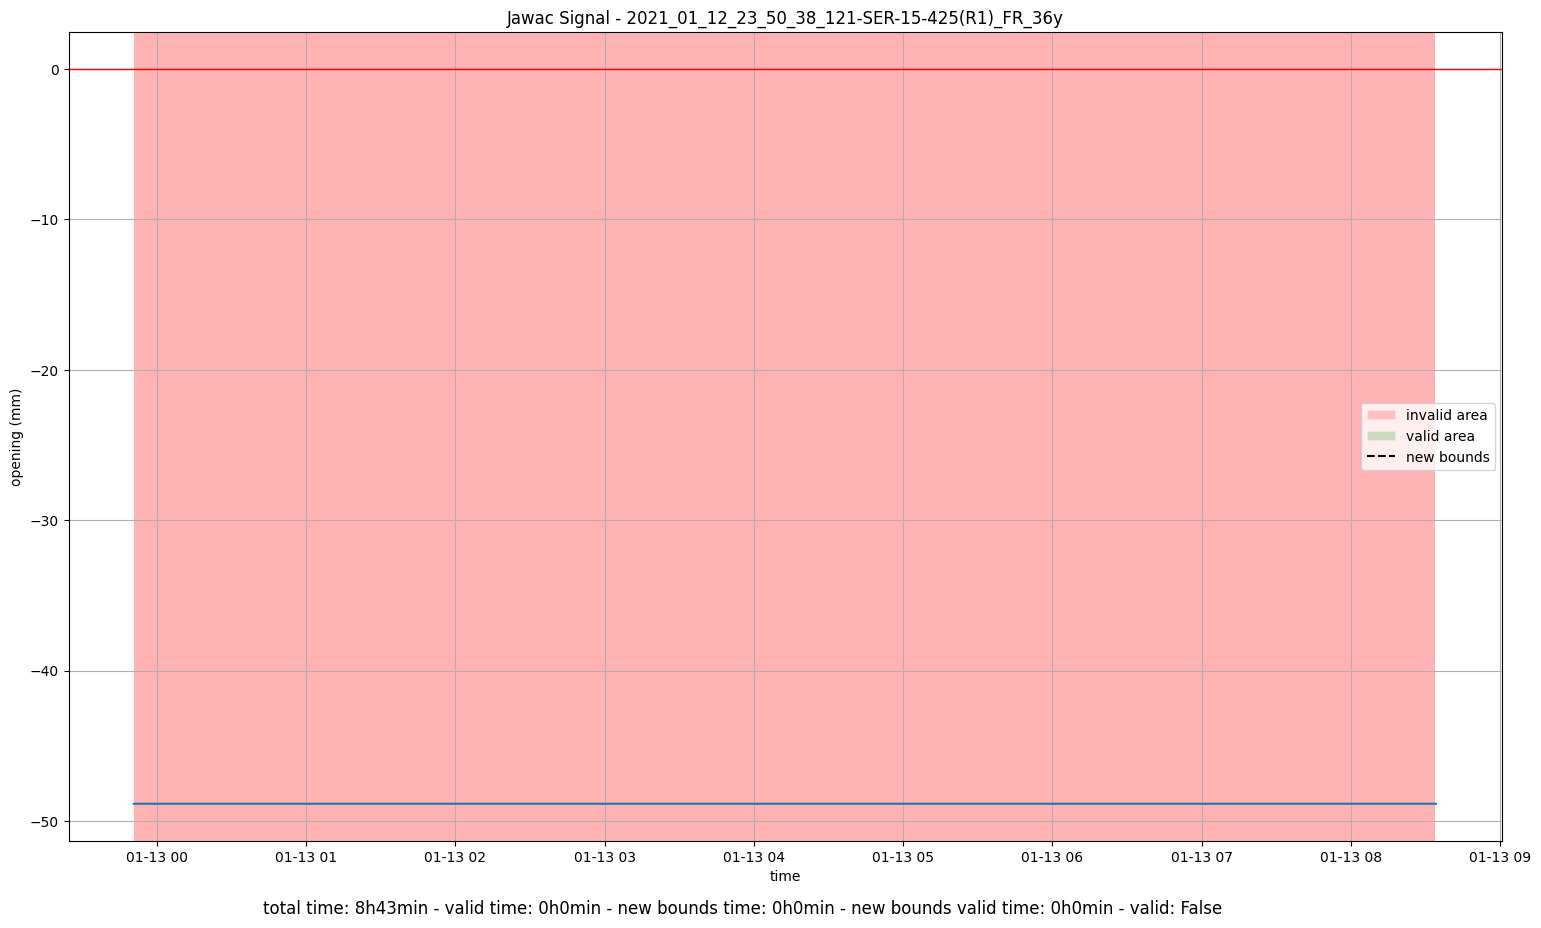 Jawac Signal - 2021_01_12_23_50_38_121-SER-15-425(R1)_FR_36y
0
−10
−20
−30
−40
−50
opening (mm)
invalid area
valid area
new bounds
01-13 00
01-13 01
01-13 02
01-13 03
01-13 04
01-13 05
01-13 06
01-13 07
01-13 08
01-13 09
time
total time: 8h43min - valid time: 0h0min - new bounds time: 0h0min - new bounds valid time: 0h0min - valid: False